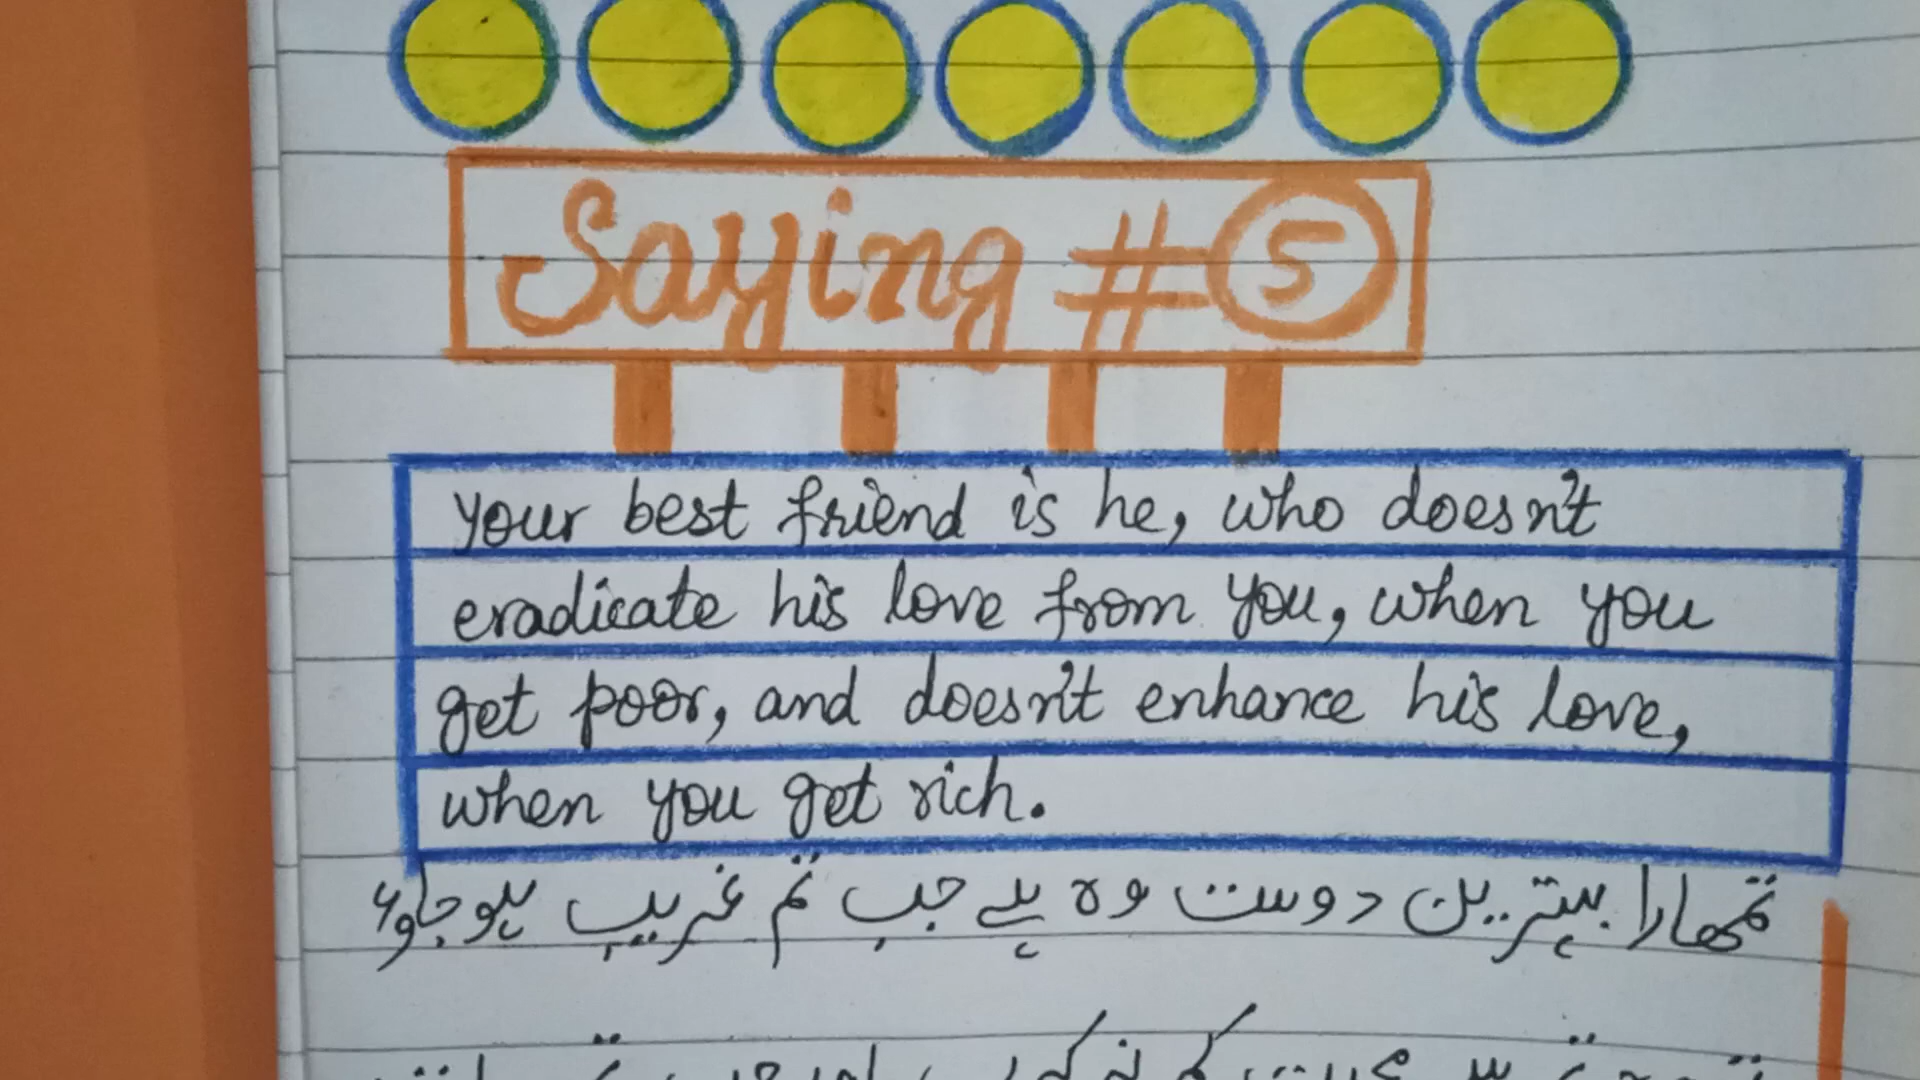 Saying # 5
Your best friend is he, who doesn't
eradicate his love from you, when you
get poor, and doesn't enhance his love,
when you get rich.
تمھارا بہترین دوست وہ ہے جب تم غریب ہو جاوٴ